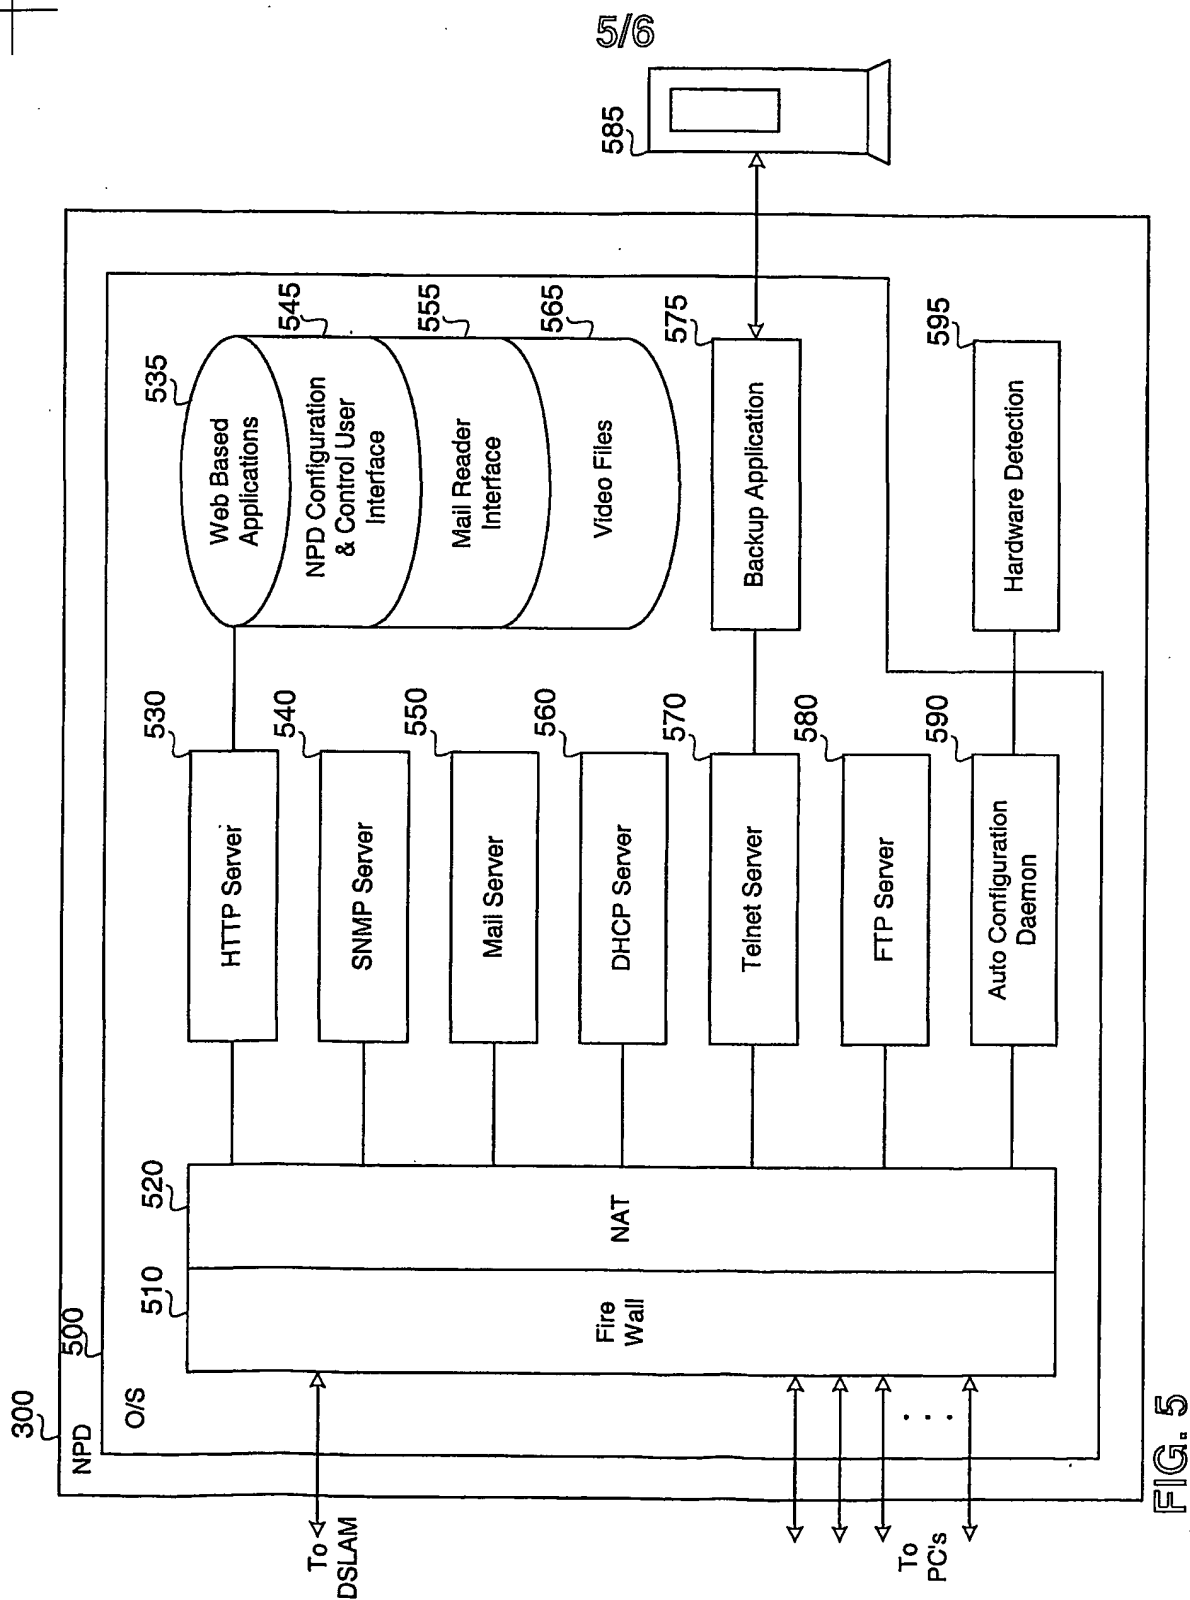 5/6
300
NPD
500
O/S
510
Fire
Wall
520
NAT
530
HTTP Server
540
SNMP Server
550
Mail Server
560
DHCP Server
570
Telnet Server
580
FTP Server
590
Auto Configuration
Daemon
535
Web Based
Applications
545
NPD Configuration
& Control User
Interface
555
Mail Reader
Interface
565
Video Files
575
Backup Application
585
595
Hardware Detection
To
DSLAM
To
PC's
. . .
FIG. 5